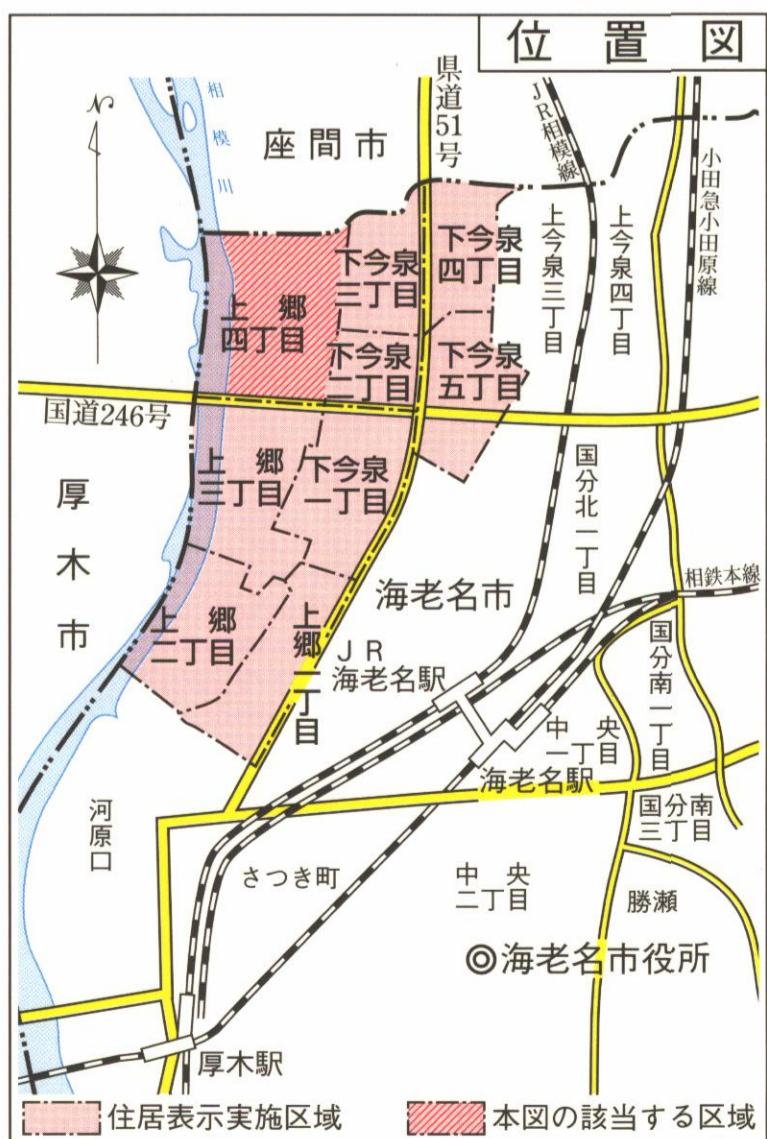 位置図
N
相模川
座間市
県道51号
JR相模線
小田急小田原線
上今泉三丁目
上今泉四丁目
下今泉
三丁目
下今泉
四丁目
上郷
四丁目
下今泉
二丁目
下今泉
五丁目
国道246号
上郷
三丁目
下今泉
一丁目
国分北一丁目
厚木市
相鉄本線
海老名市
上郷
二丁目
上郷一丁目
JR
海老名駅
国分南一丁目
中央
一丁目
海老名駅
国分南
三丁目
河原口
さつき町
中央
二丁目
勝瀬
◎海老名市役所
厚木駅
住居表示実施区域
本図の該当する区域